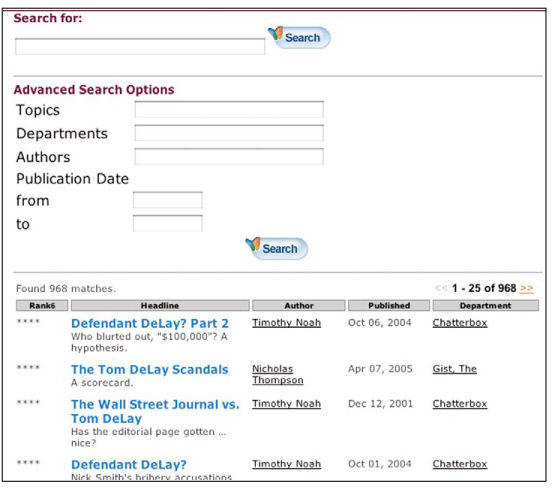 Search for:
Search
Advanced Search Options
Topics
Departments
Authors
Publication Date
from
to
Search
Found 968 matches. << 1 - 25 of 968 >>
Rank6 Headline Author Published Department
**** Defendant DeLay? Part 2 Timothy Noah Oct 06, 2004 Chatterbox
Who blurted out, "$100,000"? A
hypothesis.
**** The Tom DeLay Scandals Nicholas Apr 07, 2005 Gist, The
A scorecard. Thompson
**** The Wall Street Journal vs. Timothy Noah Dec 12, 2001 Chatterbox
Tom DeLay
Has the editorial page gotten ...
nice?
**** Defendant DeLay? Timothy Noah Oct 01, 2004 Chatterbox
Nick Smith's bribery accusations